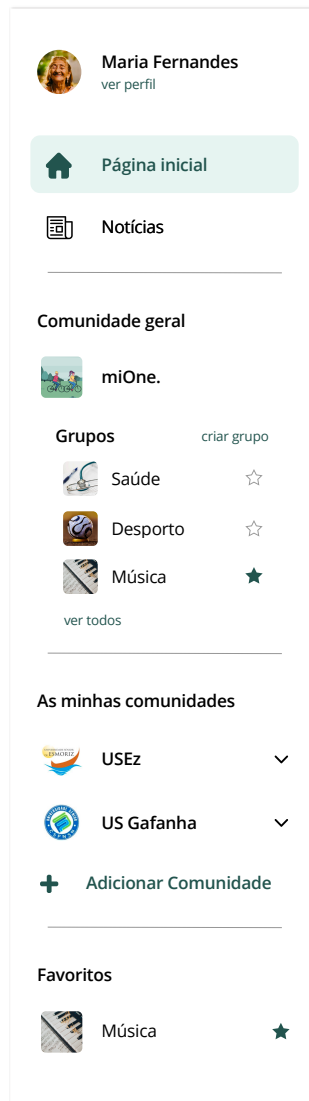 Maria Fernandes
ver perfil
Página inicial
Notícias
Comunidade geral
miOne.
Grupos criar grupo
Saúde
Desporto
Música
ver todos
As minhas comunidades
ESMORIZ
USEz
US Gafanha
Adicionar Comunidade
Favoritos
Música